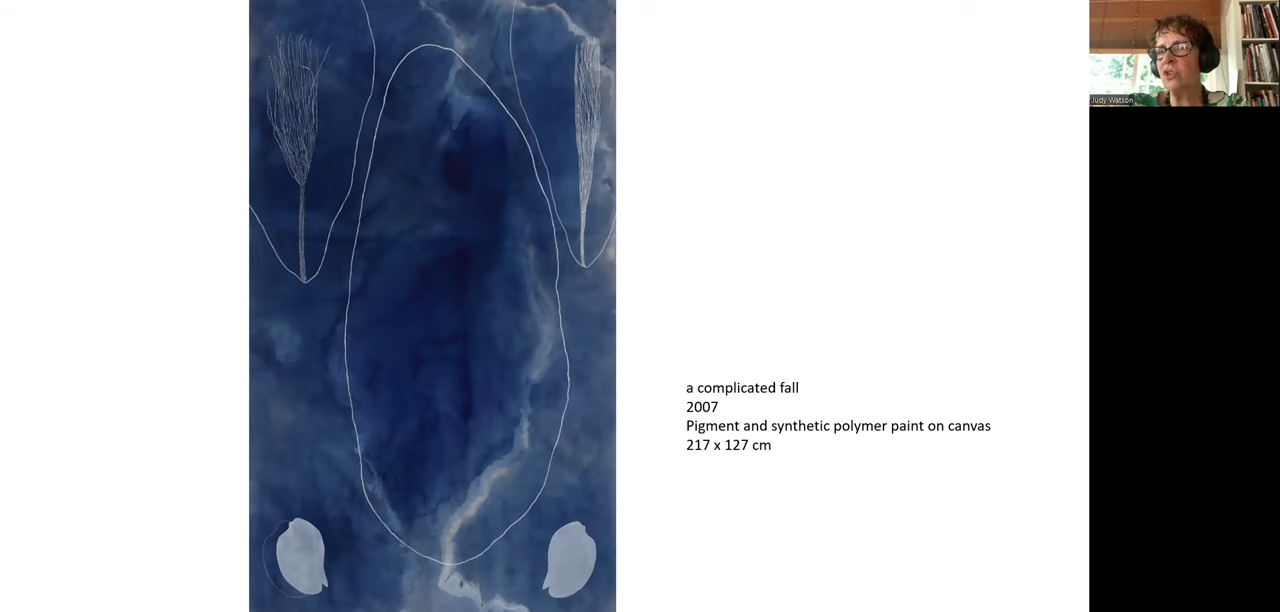 Judy Watson
a complicated fall
2007
Pigment and synthetic polymer paint on canvas
217 x 127 cm